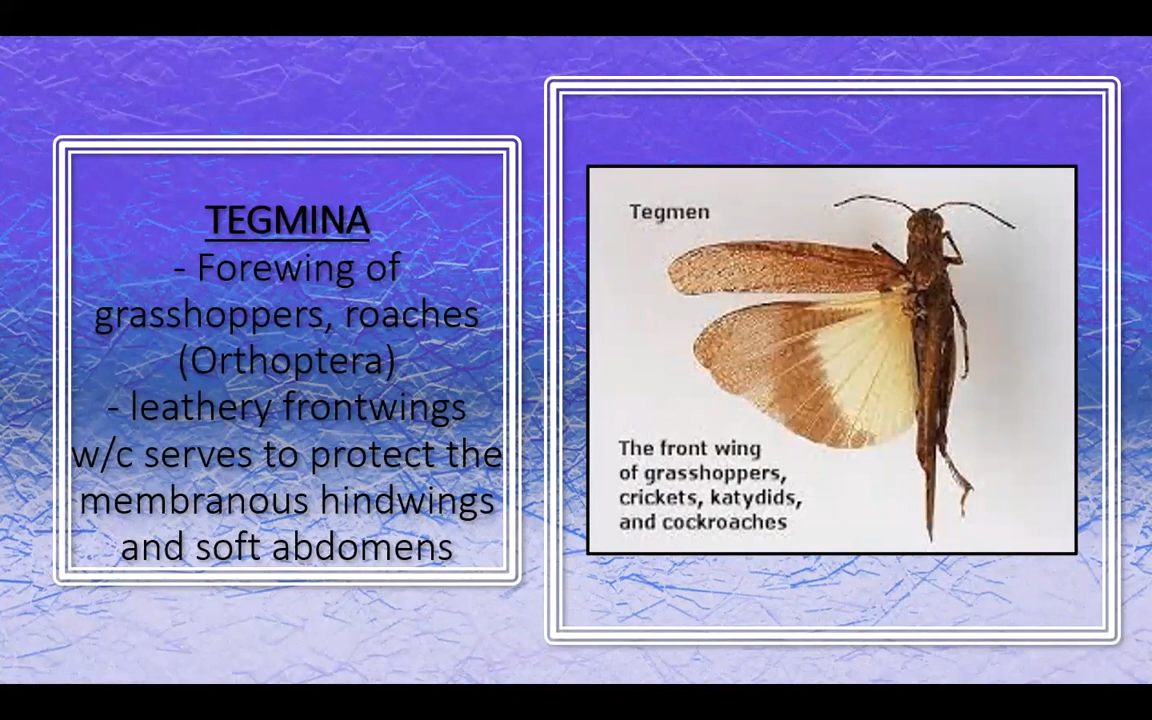 TEGMINA
- Forewing of
grasshoppers, roaches
(Orthoptera)
- leathery frontwings
w/c serves to protect the
membranous hindwings
and soft abdomens
Tegmen
The front wing
of grasshoppers,
crickets, katydids,
and cockroaches